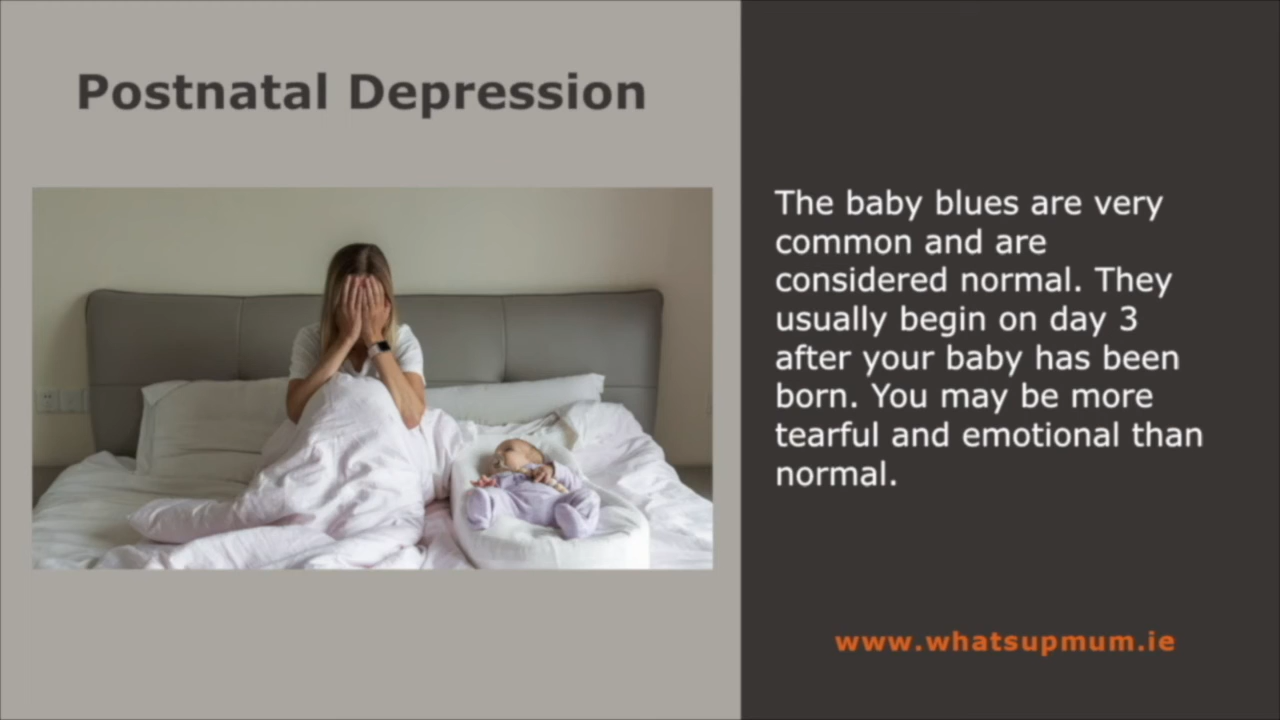 Postnatal Depression
The baby blues are very
common and are
considered normal. They
usually begin on day 3
after your baby has been
born. You may be more
tearful and emotional than
normal.
www.whatsupmum.ie